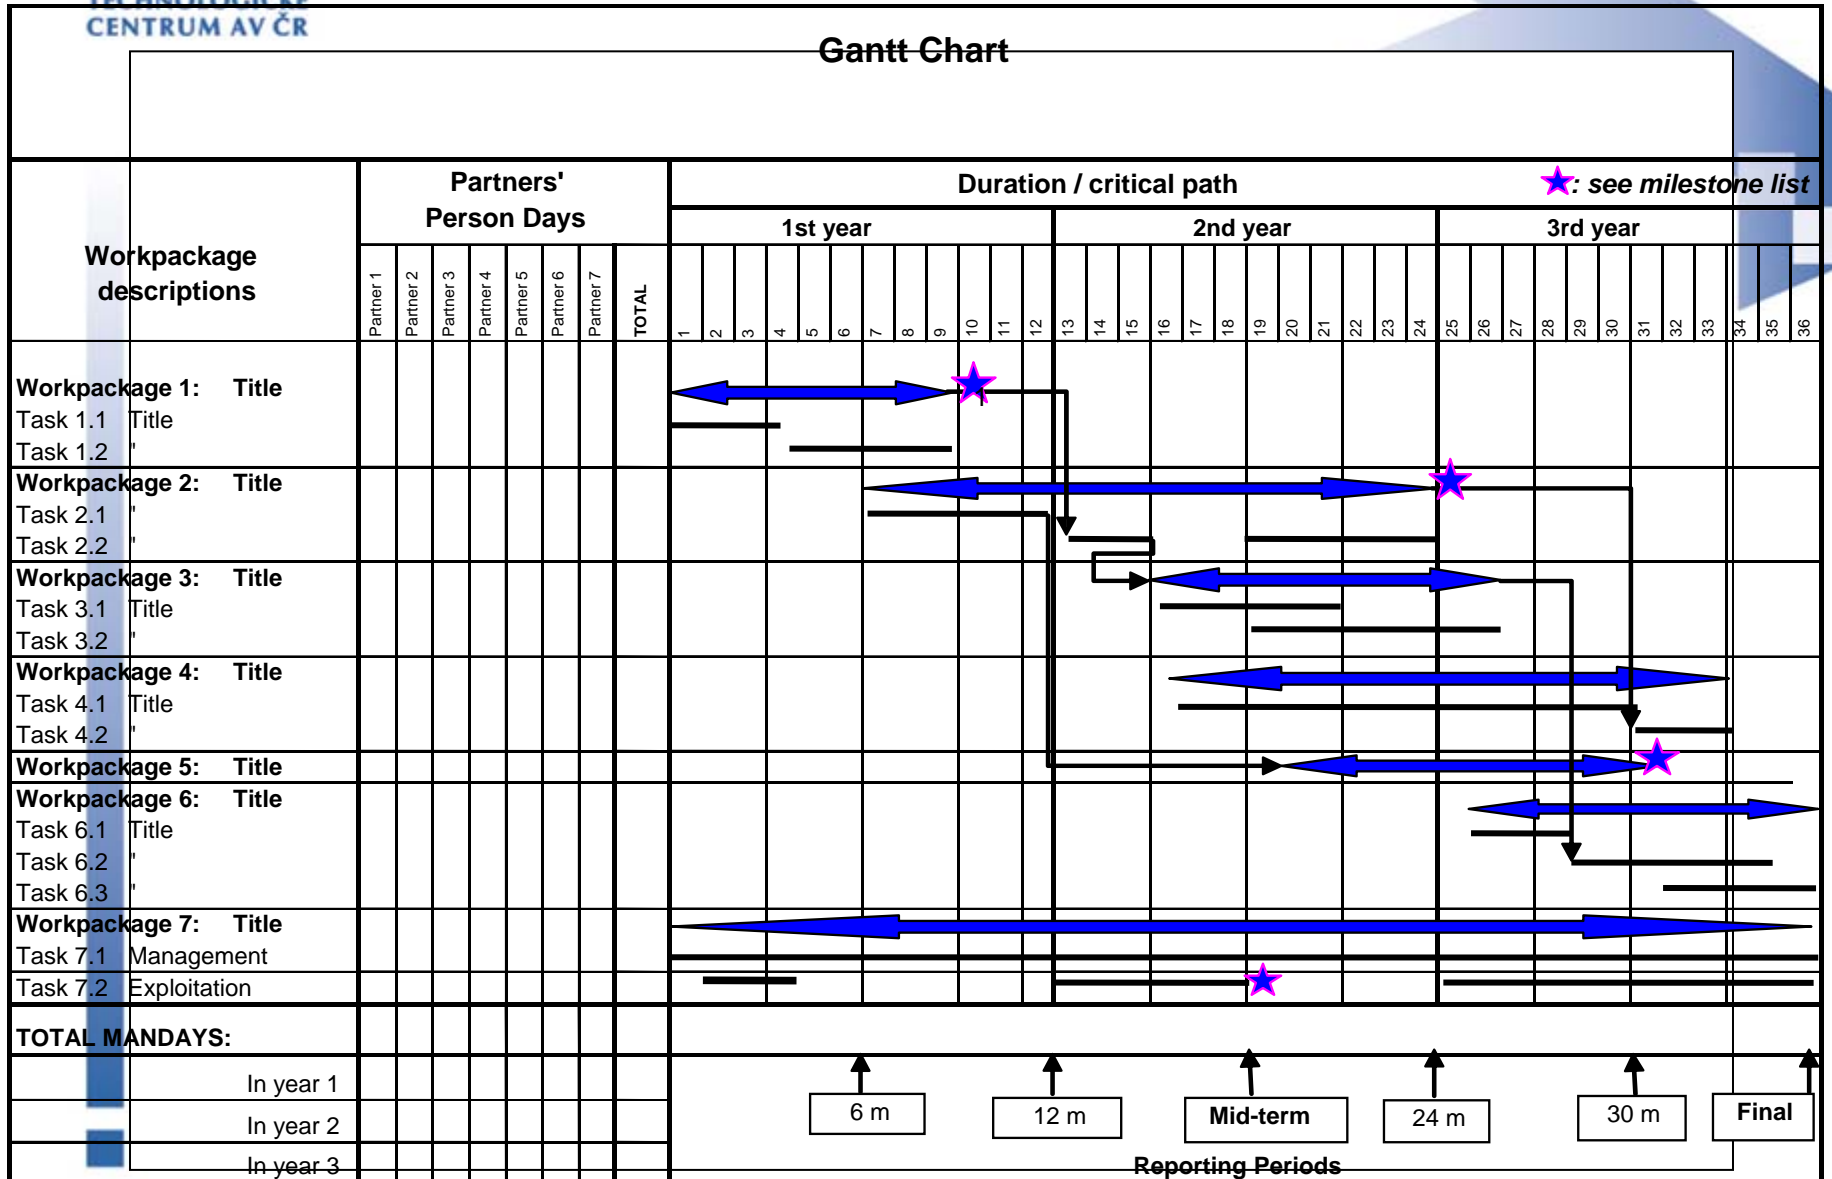 TECHNOLOGICKÉ
CENTRUM AV ČR
Gantt Chart
Workpackage
descriptions
Partners'
Person Days
Duration / critical path
: see milestone list
1st year
2nd year
3rd year
Partner 1
Partner 2
Partner 3
Partner 4
Partner 5
Partner 6
Partner 7
TOTAL
1 2 3 4 5 6 7 8 9 10 11 12 13 14 15 16 17 18 19 20 21 22 23 24 25 26 27 28 29 30 31 32 33 34 35 36
Workpackage 1: Title
Task 1.1 Title
Task 1.2 "
Workpackage 2: Title
Task 2.1 "
Task 2.2 "
Workpackage 3: Title
Task 3.1 Title
Task 3.2 "
Workpackage 4: Title
Task 4.1 Title
Task 4.2 "
Workpackage 5: Title
Workpackage 6: Title
Task 6.1 Title
Task 6.2 "
Task 6.3 "
Workpackage 7: Title
Task 7.1 Management
Task 7.2 Exploitation
TOTAL MANDAYS:
In year 1
In year 2
In year 3
6 m
12 m
Mid-term
24 m
30 m
Final
Reporting Periods